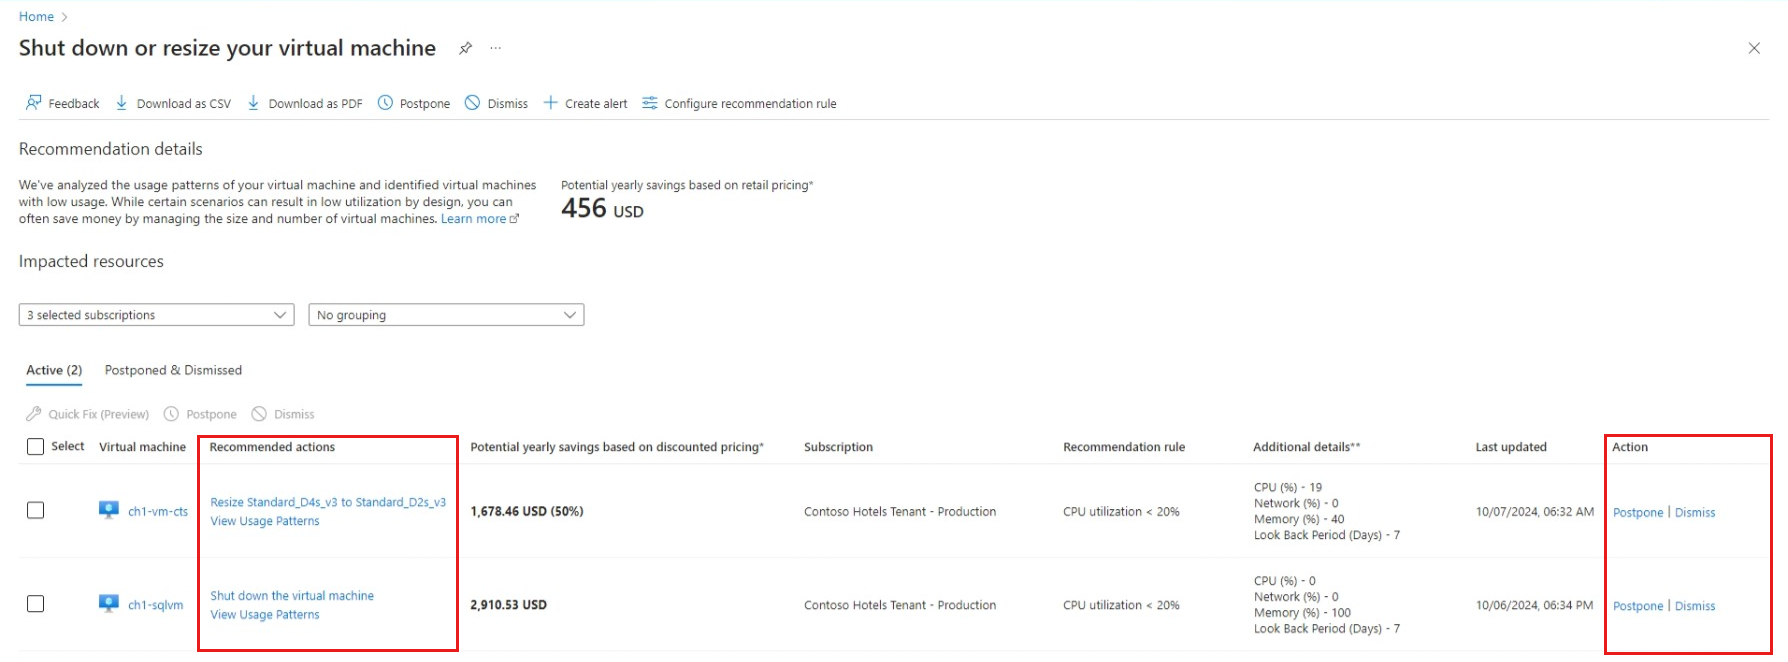 Home
Shut down or resize your virtual machine
Feedback Download as CSV Download as PDF Postpone Dismiss Create alert Configure recommendation rule
Recommendation details
We've analyzed the usage patterns of your virtual machine and identified virtual machines
with low usage. While certain scenarios can result in low utilization by design, you can
often save money by managing the size and number of virtual machines. Learn more
Potential yearly savings based on retail pricing*
456 USD
Impacted resources
3 selected subscriptions No grouping
Active (2) Postponed & Dismissed
Quick Fix (Preview) Postpone Dismiss
Select Virtual machine Recommended actions Potential yearly savings based on discounted pricing* Subscription Recommendation rule Additional details** Last updated Action
ch1-vm-cts
Resize Standard_D4s_v3 to Standard_D2s_v3
View Usage Patterns
1,678.46 USD (50%)
Contoso Hotels Tenant - Production
CPU utilization < 20%
CPU (%) - 19
Network (%) - 0
Memory (%) - 40
Look Back Period (Days) - 7
10/07/2024, 06:32 AM
Postpone | Dismiss
ch1-sqlvm
Shut down the virtual machine
View Usage Patterns
2,910.53 USD
Contoso Hotels Tenant - Production
CPU utilization < 20%
CPU (%) - 0
Network (%) - 0
Memory (%) - 100
Look Back Period (Days) - 7
10/06/2024, 06:34 PM
Postpone | Dismiss